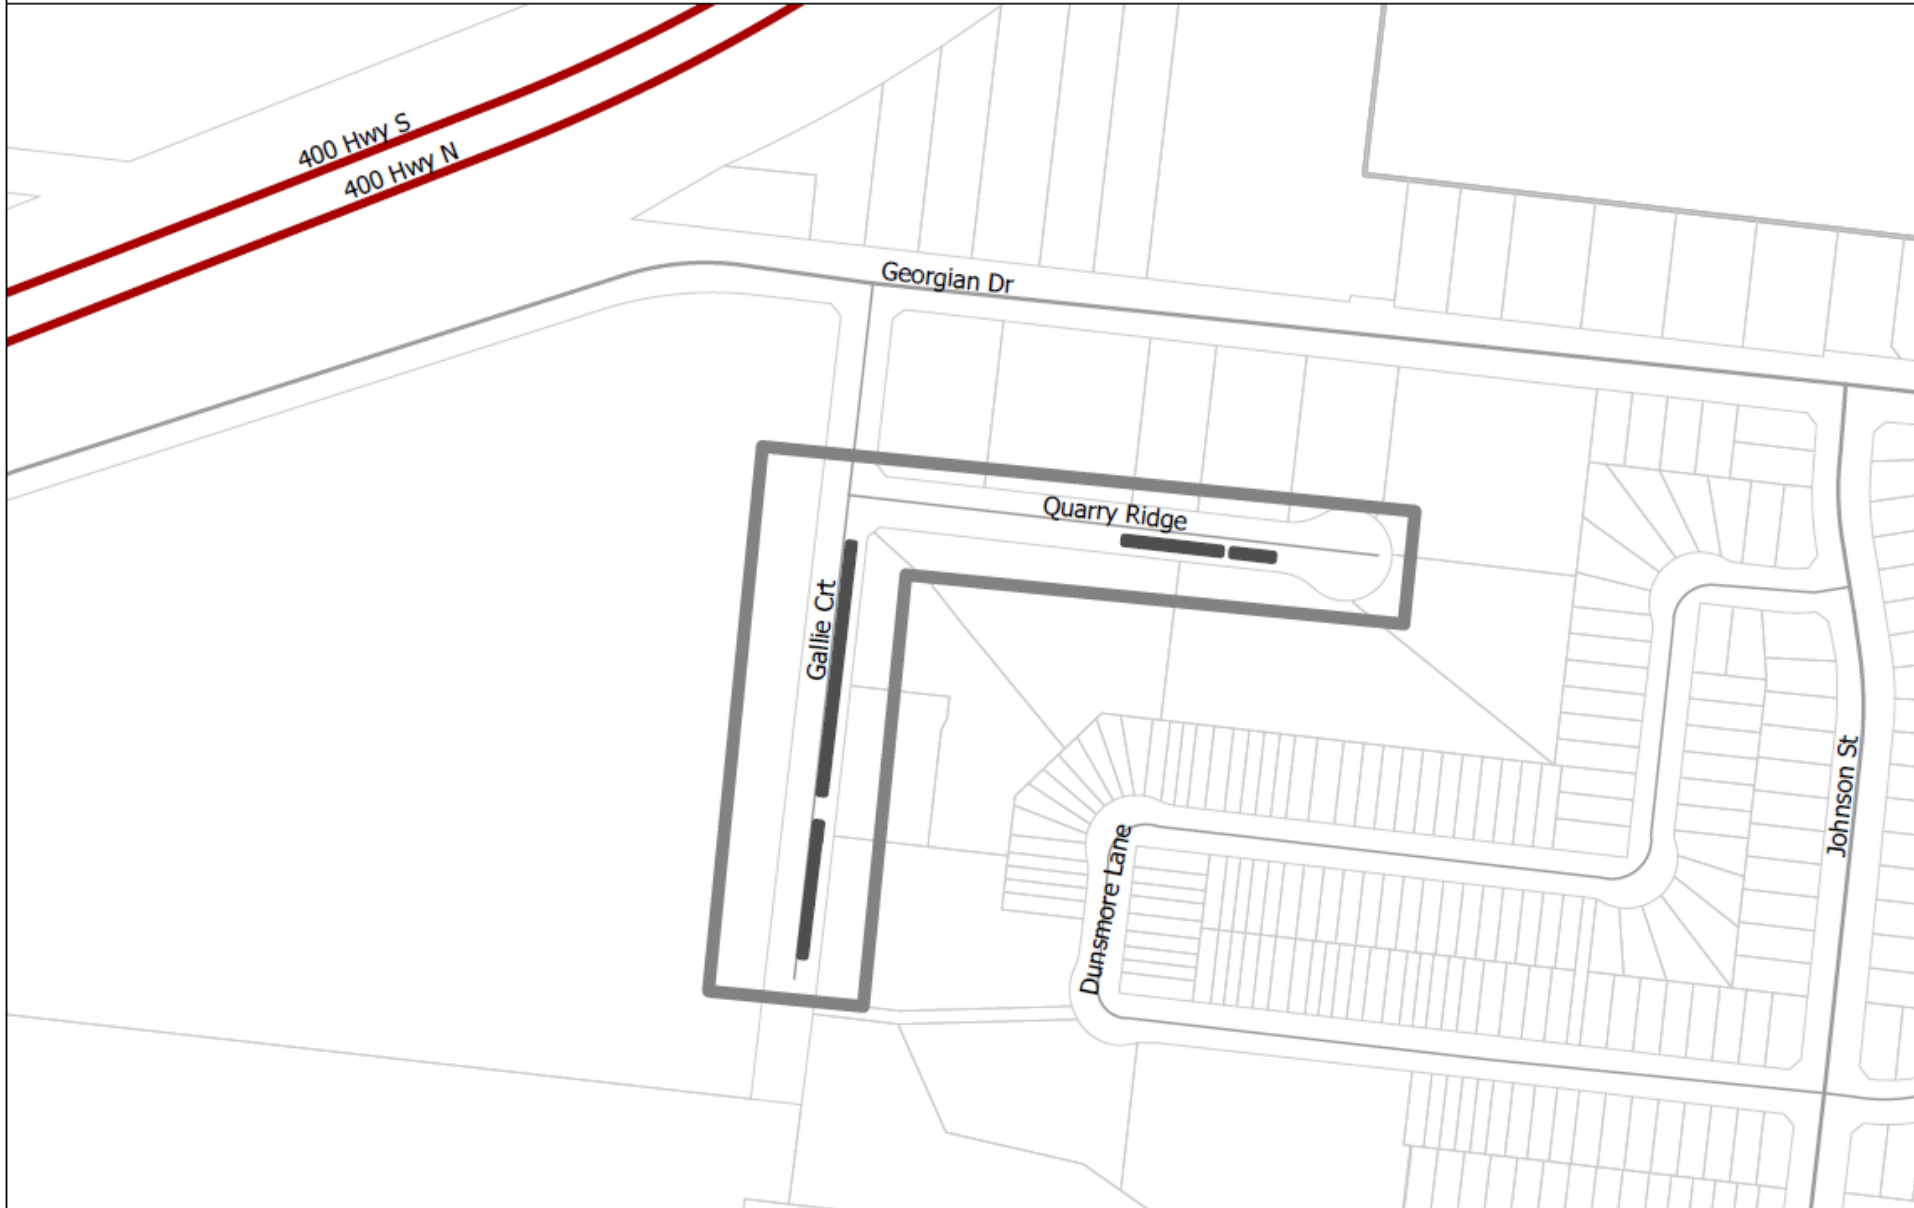 400 Hwy S
400 Hwy N
Georgian Dr
Quarry Ridge
Gallie Crt
Johnson St
Dunsmore Lane